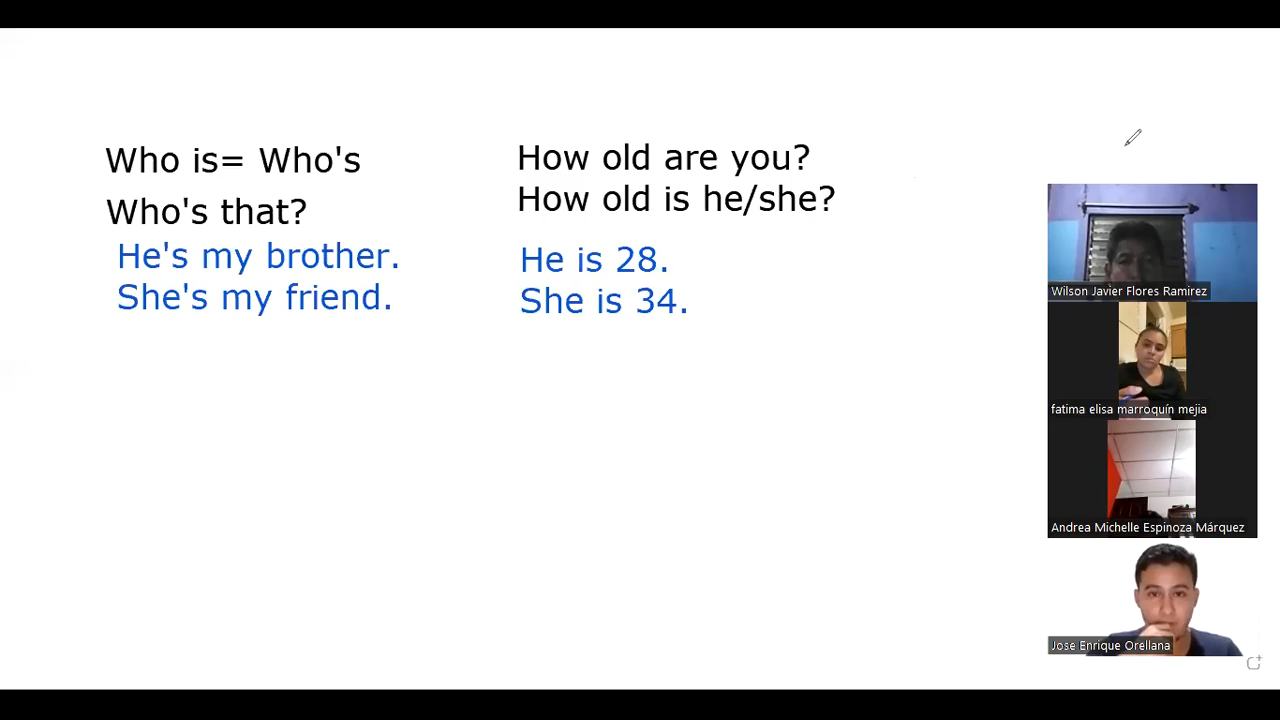 Who is= Who's
Who's that?
He's my brother.
She's my friend.
How old are you?
How old is he/she?
He is 28.
She is 34.
Wilson Javier Flores Ramirez
fatima elisa marroquín mejia
Andrea Michelle Espinoza Márquez
Jose Enrique Orellana